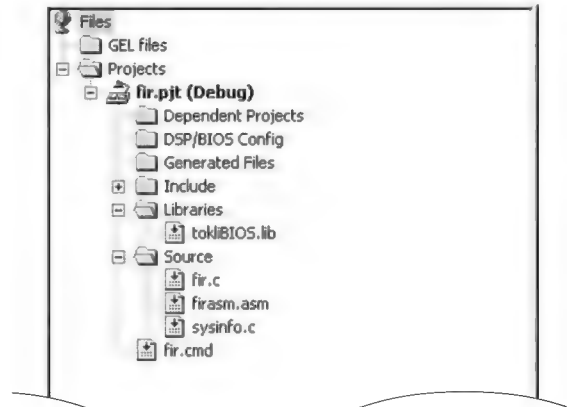 Files
GEL files
Projects
fir.pjt (Debug)
Dependent Projects
DSP/BIOS Config
Generated Files
Include
Libraries
tokliBIOS.lib
Source
fir.c
firasm.asm
sysinfo.c
fir.cmd